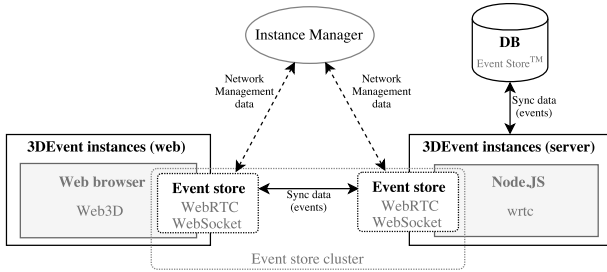 Instance Manager
DB
Event Store™
Network
Management
data
Network
Management
data
Sync data
(events)
3DEvent instances (web)
3DEvent instances (server)
Web browser
Web3D
Event store
WebRTC
WebSocket
Sync data
(events)
Event store
WebRTC
WebSocket
Node.JS
wrtc
Event store cluster